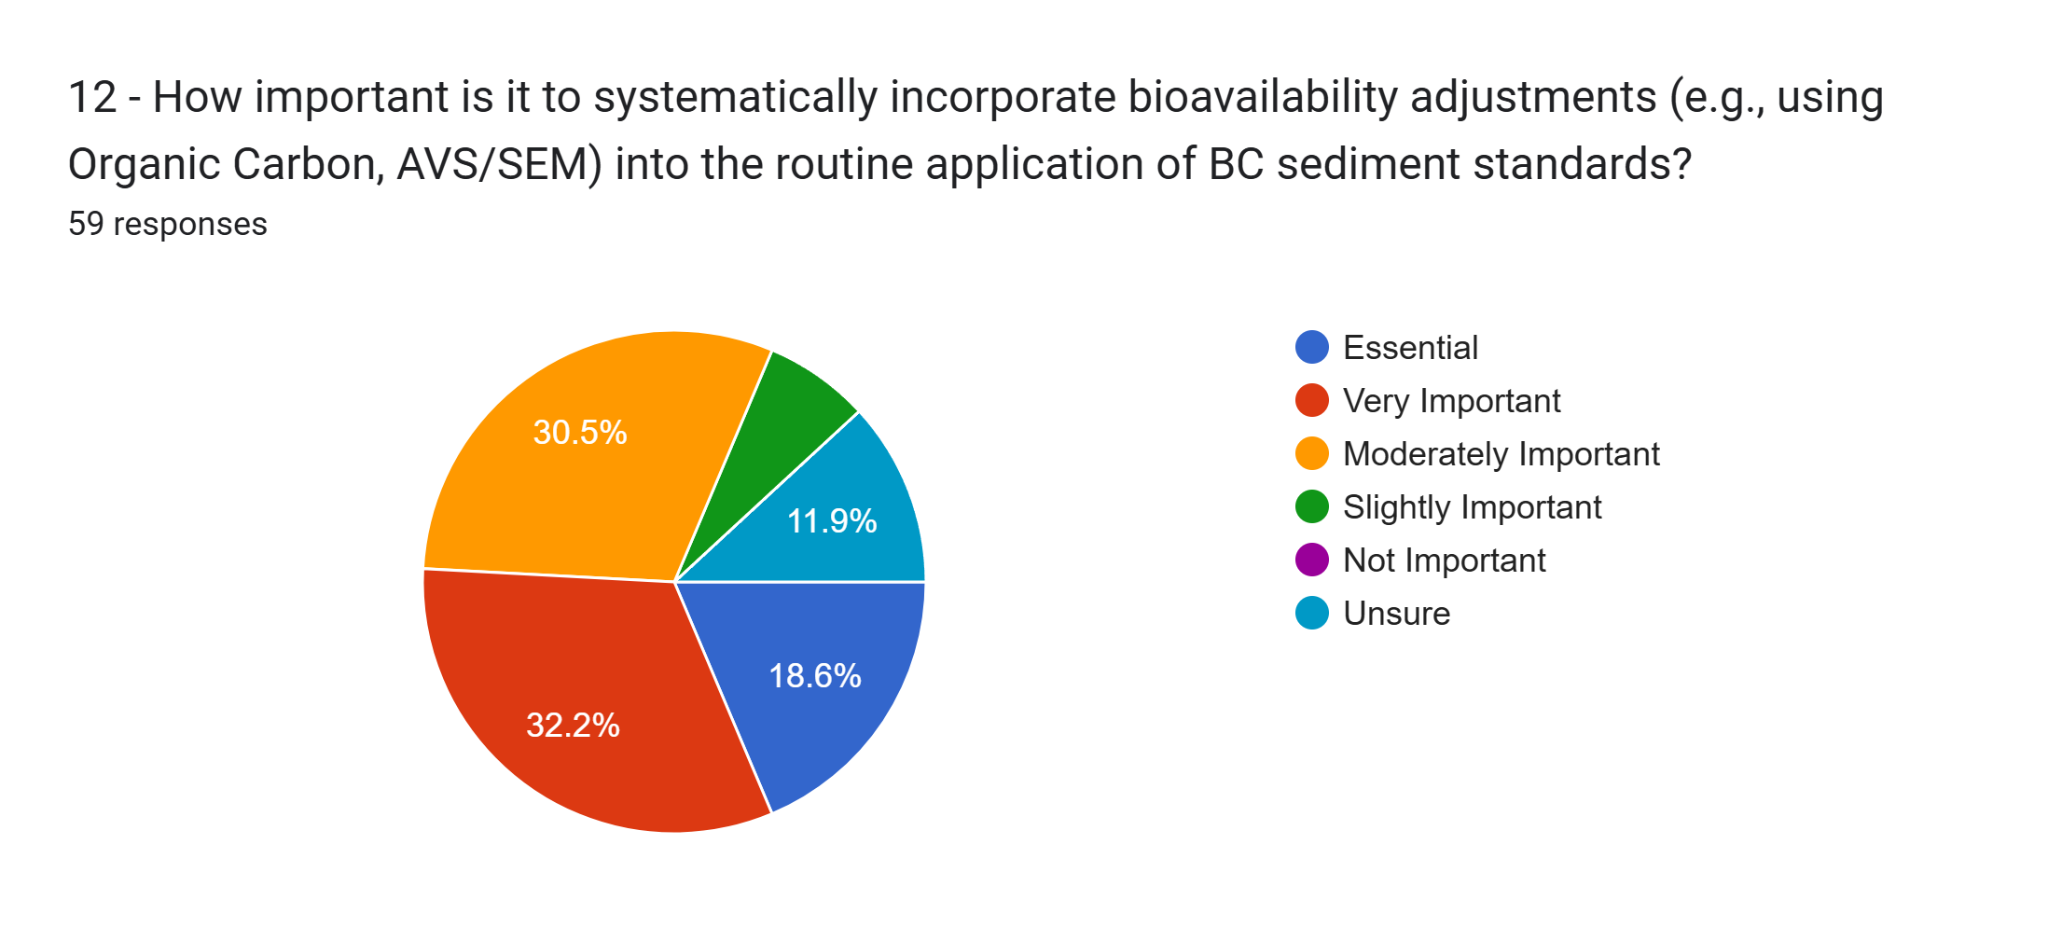 12 - How important is it to systematically incorporate bioavailability adjustments (e.g., using
Organic Carbon, AVS/SEM) into the routine application of BC sediment standards?
59 responses
30.5%
11.9%
18.6%
32.2%
Essential
Very Important
Moderately Important
Slightly Important
Not Important
Unsure